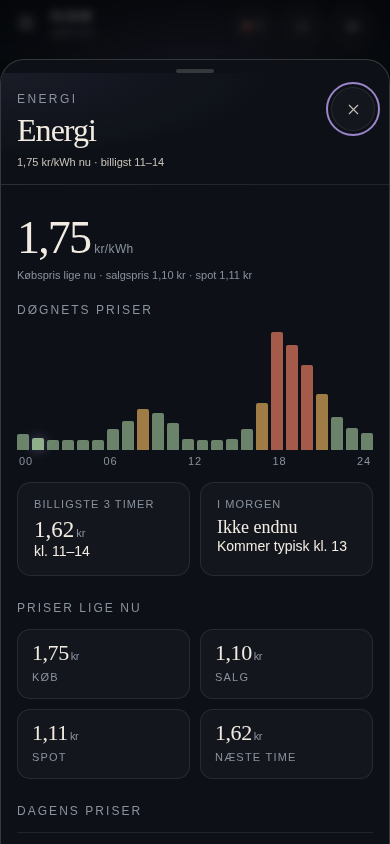 ENERGI
Energi
1,75 kr/kWh nu · billigst 11–14
1,75 kr/kWh
Købspris lige nu · salgspris 1,10 kr · spot 1,11 kr
DØGNETS PRISER
00 06 12 18 24
BILLIGSTE 3 TIMER
1,62 kr
kl. 11–14
I MORGEN
Ikke endnu
Kommer typisk kl. 13
PRISER LIGE NU
1,75 kr
KØB
1,10 kr
SALG
1,11 kr
SPOT
1,62 kr
NÆSTE TIME
DAGENS PRISER